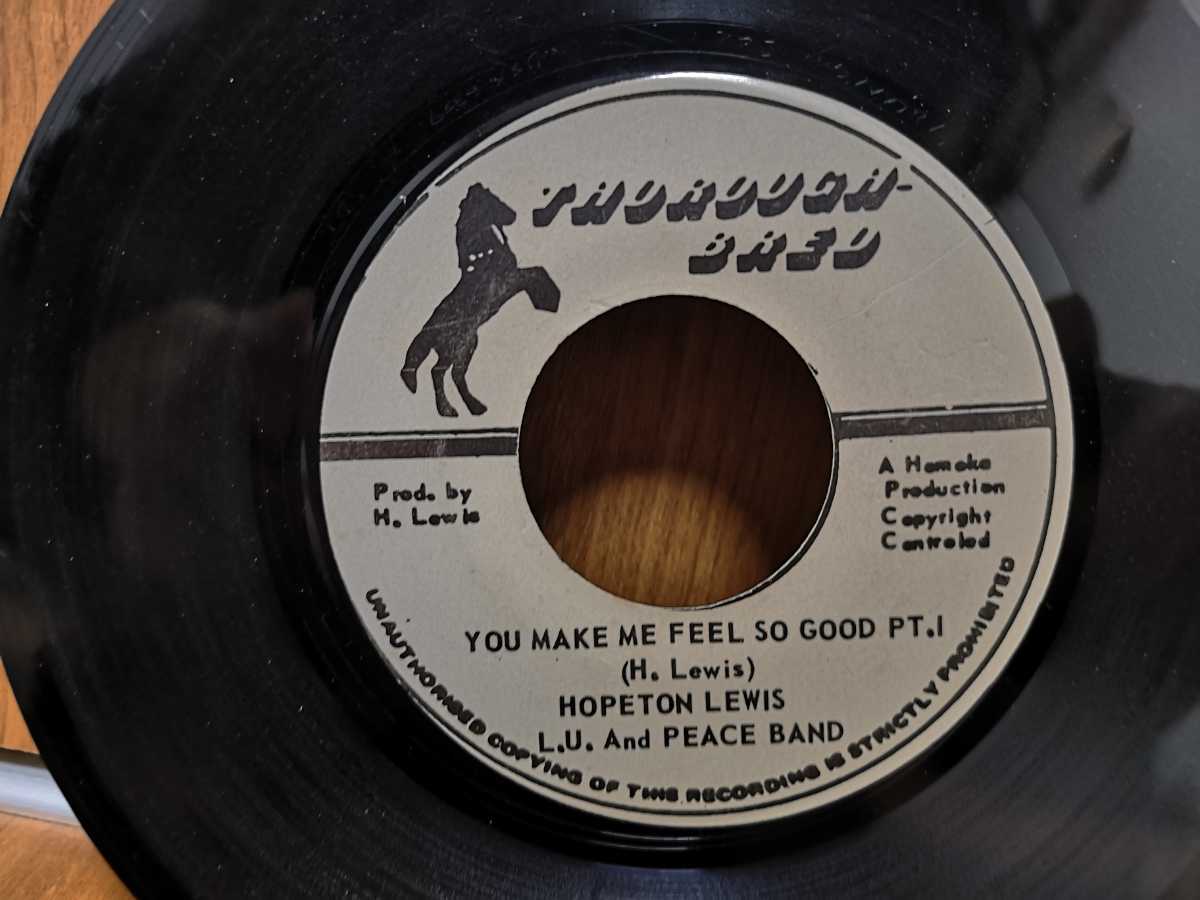 THOROUGH-
BRED
Prod. by
H. Lewis
A Hemeke
Production
Copyright
Controled
YOU MAKE ME FEEL SO GOOD PT.1
(H. Lewis)
HOPETON LEWIS
L.U. And PEACE BAND
UNAUTHORISED COPYING OF THIS RECORDING IS STRICTLY PROHIBITED